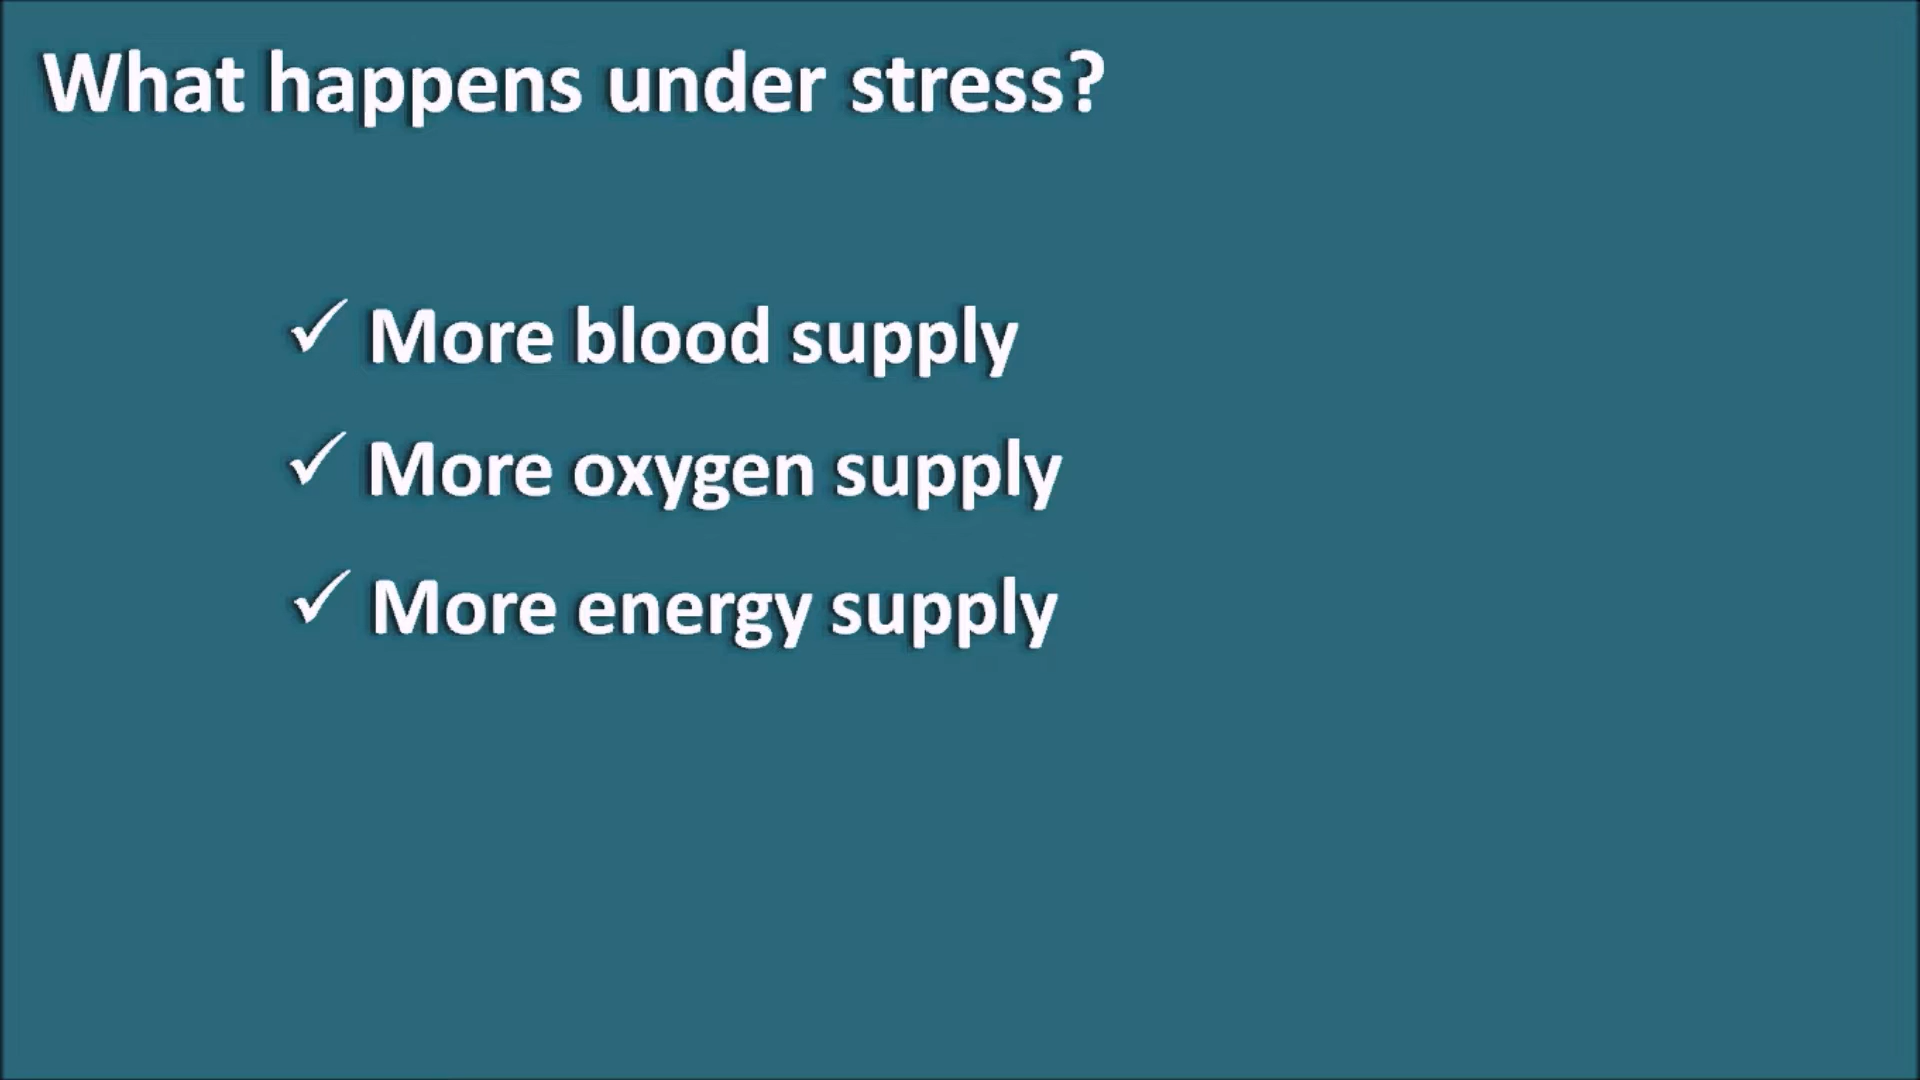 What happens under stress?
✓ More blood supply
✓ More oxygen supply
✓ More energy supply